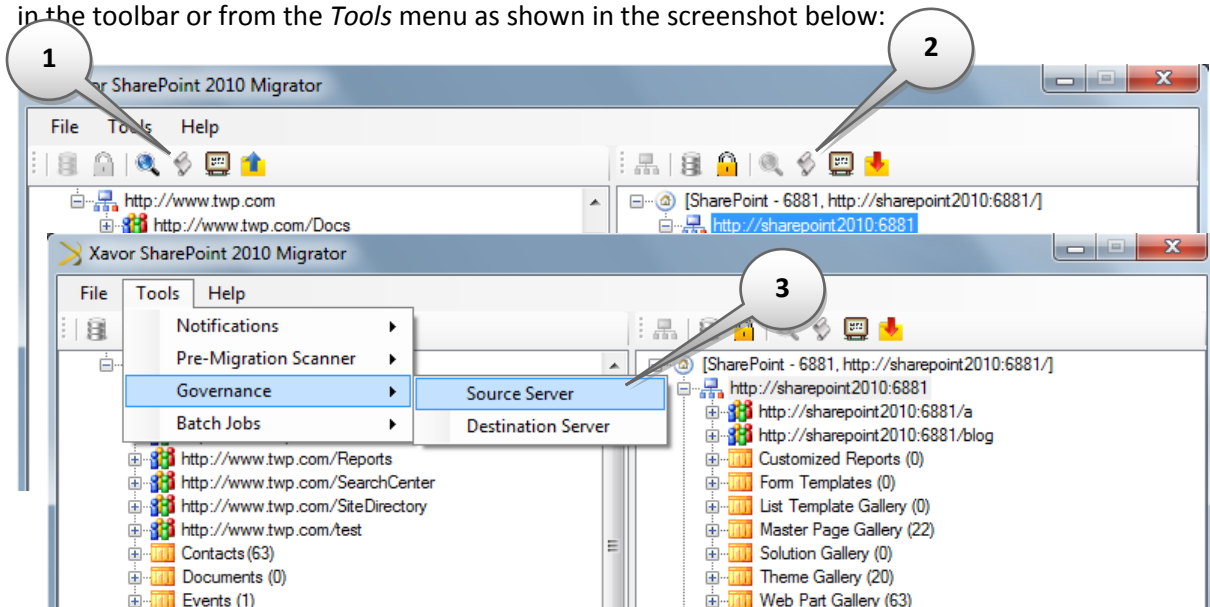 in the toolbar or from the Tools menu as shown in the screenshot below:
1
2
or SharePoint 2010 Migrator
File Tools Help
http://www.twp.com
http://www.twp.com/Docs
[SharePoint - 6881, http://sharepoint2010:6881/]
http://sharepoint2010:6881
Xavor SharePoint 2010 Migrator
3
File Tools Help
Notifications
Pre-Migration Scanner
Governance
Batch Jobs
Source Server
Destination Server
http://www.twp.com/Reports
http://www.twp.com/SearchCenter
http://www.twp.com/SiteDirectory
http://www.twp.com/test
Contacts (63)
Documents (0)
Events (1)
[SharePoint - 6881, http://sharepoint2010:6881/]
http://sharepoint2010:6881
http://sharepoint2010:6881/a
http://sharepoint2010:6881/blog
Customized Reports (0)
Form Templates (0)
List Template Gallery (0)
Master Page Gallery (22)
Solution Gallery (0)
Theme Gallery (20)
Web Part Gallery (63)